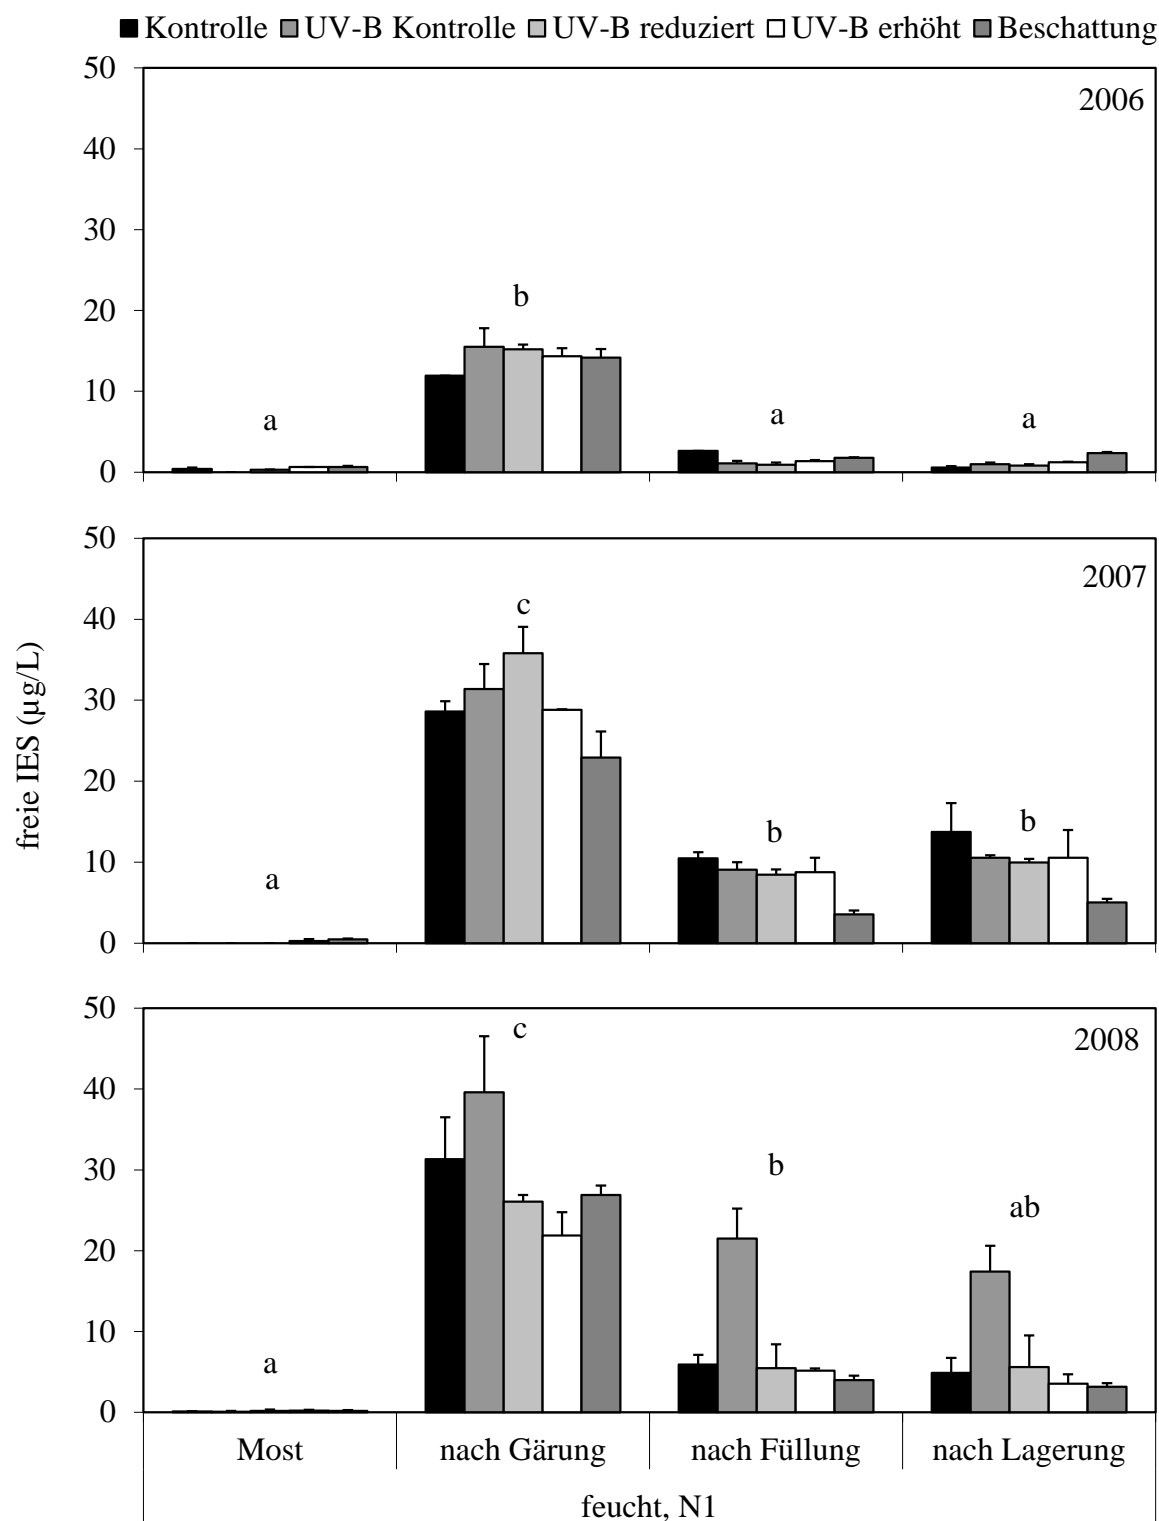 Kontrolle UV-B Kontrolle UV-B reduziert UV-B erhöht Beschattung
50
2006
40
30
20
b
10
a
a
a
0
freie IES (µg/L)
50
2007
40
c
30
20
10
b
b
a
0
50
c
2008
40
30
b
20
ab
10
a
0
Most nach Gärung nach Füllung nach Lagerung
feucht, N1